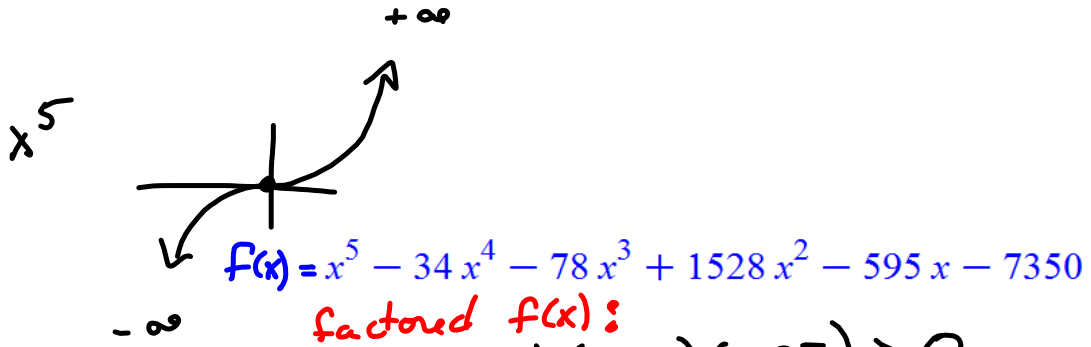 + ∞
x⁵
f(x) = x⁵ − 34 x⁴ − 78 x³ + 1528 x² − 595 x − 7350
- ∞
factored f(x) :